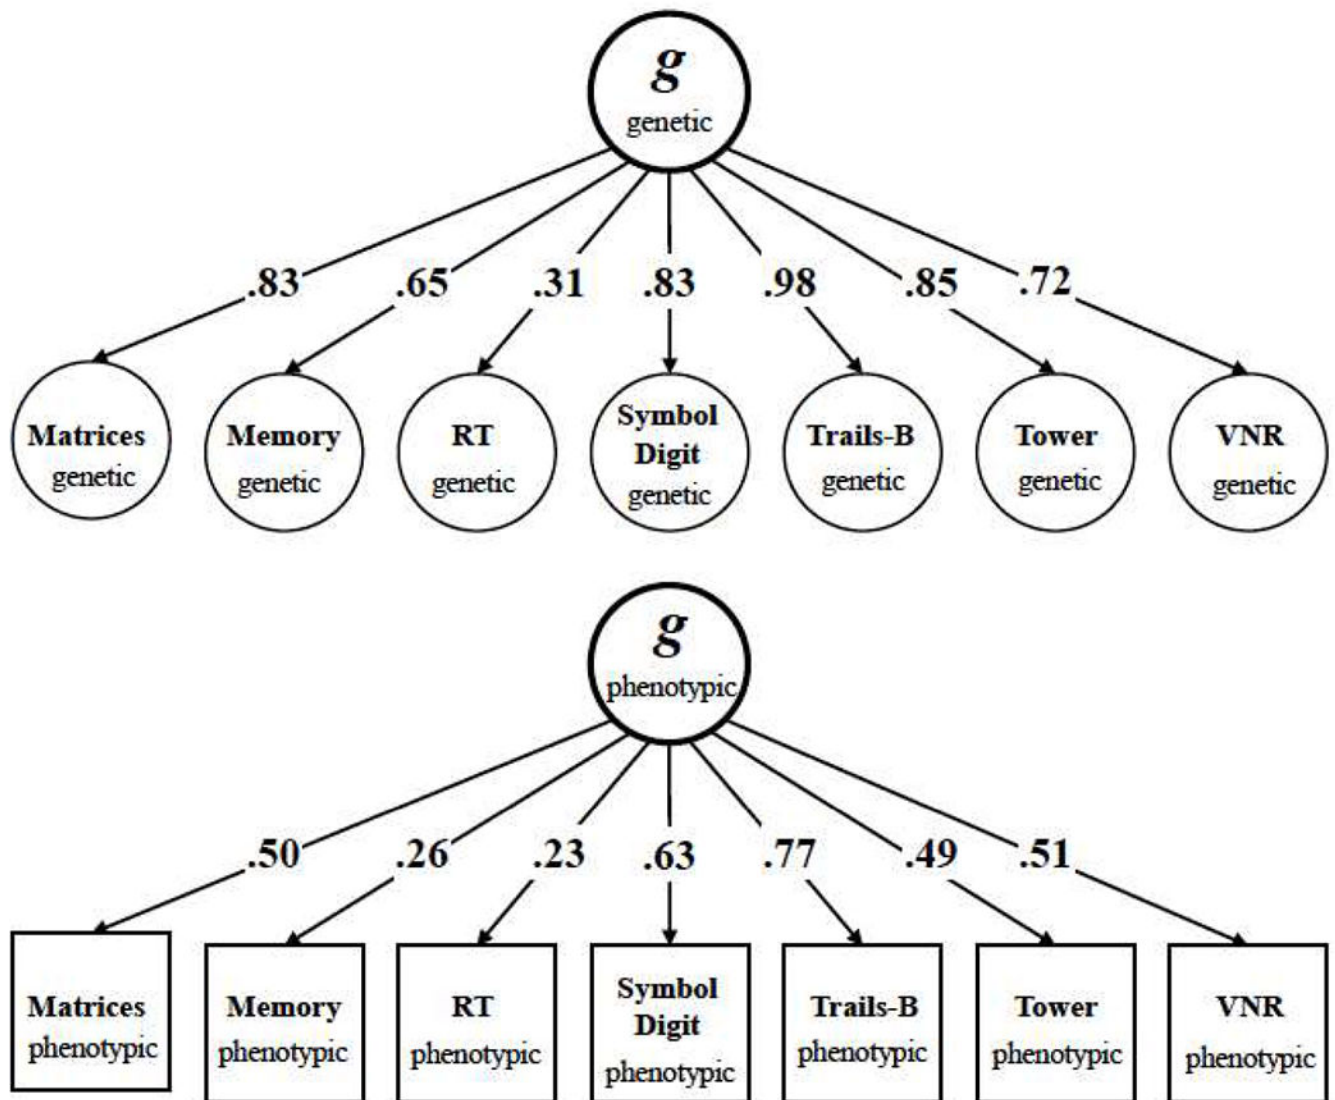 g
genetic
.83 .65 .31 .83 .98 .85 .72
Matrices
genetic
Memory
genetic
RT
genetic
Symbol
Digit
genetic
Trails-B
genetic
Tower
genetic
VNR
genetic
g
phenotypic
.50 .26 .23 .63 .77 .49 .51
Matrices
phenotypic
Memory
phenotypic
RT
phenotypic
Symbol
Digit
phenotypic
Trails-B
phenotypic
Tower
phenotypic
VNR
phenotypic